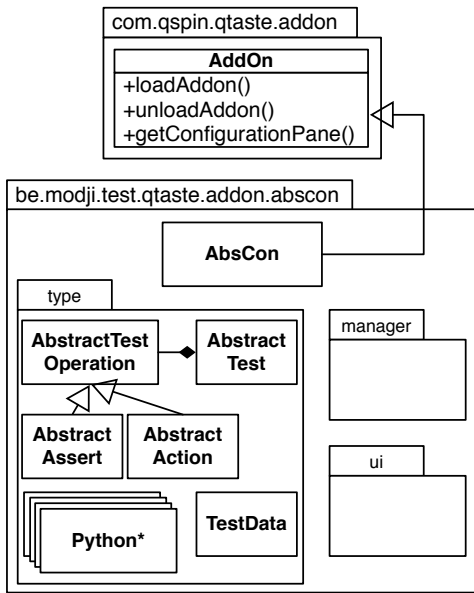 com.qspin.qtaste.addon
AddOn
+loadAddon()
+unloadAddon()
+getConfigurationPane()
be.modji.test.qtaste.addon.abscon
AbsCon
type
AbstractTest
Operation
Abstract
Test
Abstract
Assert
Abstract
Action
Python*
TestData
manager
ui